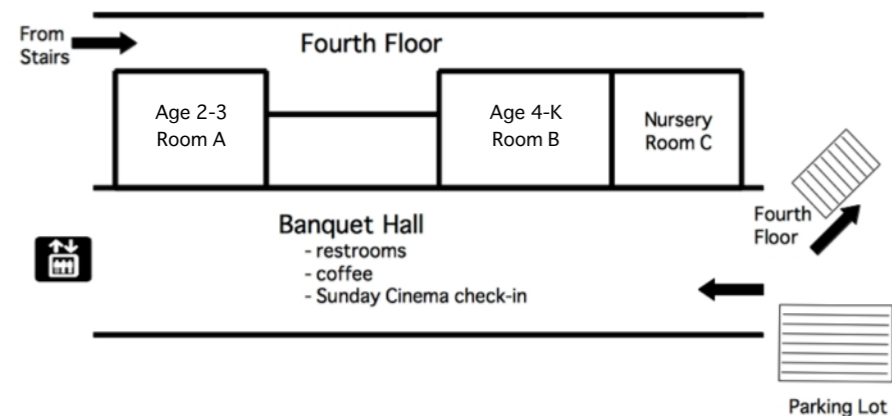 From
Stairs
Fourth Floor
Age 2-3
Room A
Age 4-K
Room B
Nursery
Room C
Banquet Hall
- restrooms
- coffee
- Sunday Cinema check-in
Fourth
Floor
Parking Lot